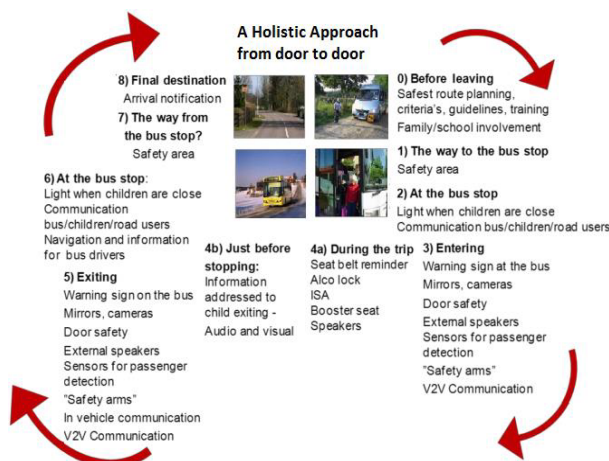 A Holistic Approach
from door to door
0) Before leaving
Safest route planning,
criteria's, guidelines, training
Family/school involvement
1) The way to the bus stop
Safety area
2) At the bus stop
Light when children are close
Communication bus/children/road users
3) Entering
Warning sign at the bus
Mirrors, cameras
Door safety
External speakers
Sensors for passenger
detection
"Safety arms"
V2V Communication
4a) During the trip
Seat belt reminder
Alco lock
ISA
Booster seat
Speakers
4b) Just before
stopping:
Information
addressed to
child exiting -
Audio and visual
5) Exiting
Warning sign on the bus
Mirrors, cameras
Door safety
External speakers
Sensors for passenger
detection
"Safety arms"
In vehicle communication
V2V Communication
6) At the bus stop:
Light when children are close
Communication
bus/children/road users
Navigation and information
for bus drivers
7) The way from
the bus stop?
Safety area
8) Final destination
Arrival notification